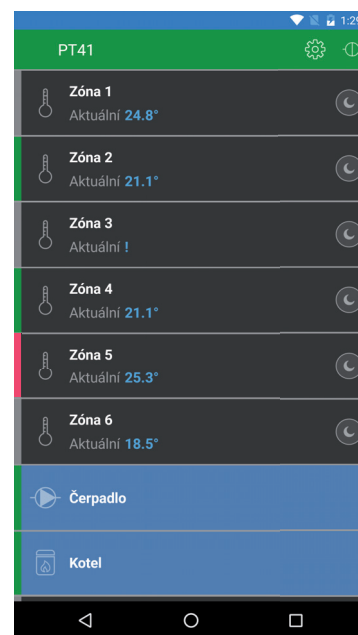 1:29
PT41
Zóna 1
Aktuální 24.8°
Zóna 2
Aktuální 21.1°
Zóna 3
Aktuální !
Zóna 4
Aktuální 21.1°
Zóna 5
Aktuální 25.3°
Zóna 6
Aktuální 18.5°
Čerpadlo
Kotel